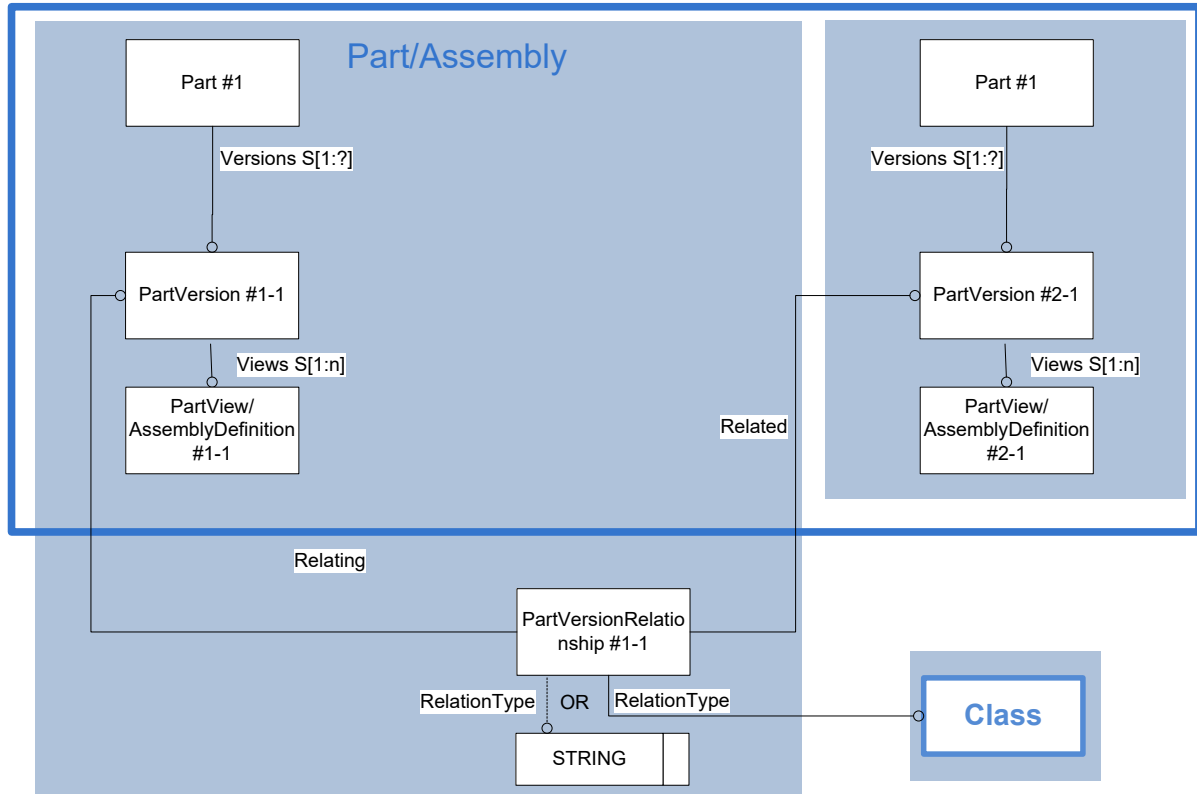 Part/Assembly
Part #1
Part #1
Versions S[1:?]
Versions S[1:?]
PartVersion #1-1
PartVersion #2-1
Views S[1:n]
Views S[1:n]
PartView/
AssemblyDefinition
#1-1
PartView/
AssemblyDefinition
#2-1
Related
Relating
PartVersionRelatio
nship #1-1
RelationType
OR
RelationType
Class
STRING